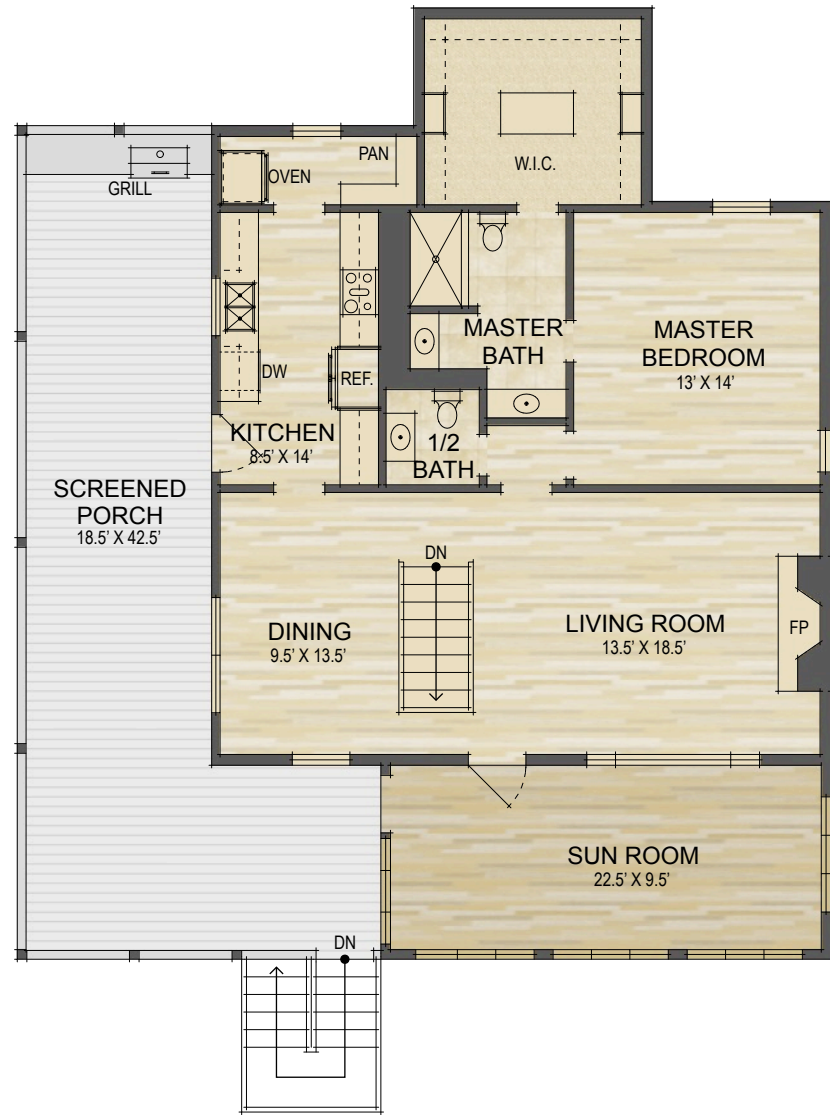 PAN
OVEN
W.I.C.
GRILL
MASTER
BATH
MASTER
BEDROOM
13' X 14'
DW
REF.
KITCHEN
8.5' X 14'
1/2
BATH
SCREENED
PORCH
18.5' X 42.5'
DN
DINING
9.5' X 13.5'
LIVING ROOM
13.5' X 18.5'
FP
SUN ROOM
22.5' X 9.5'
DN